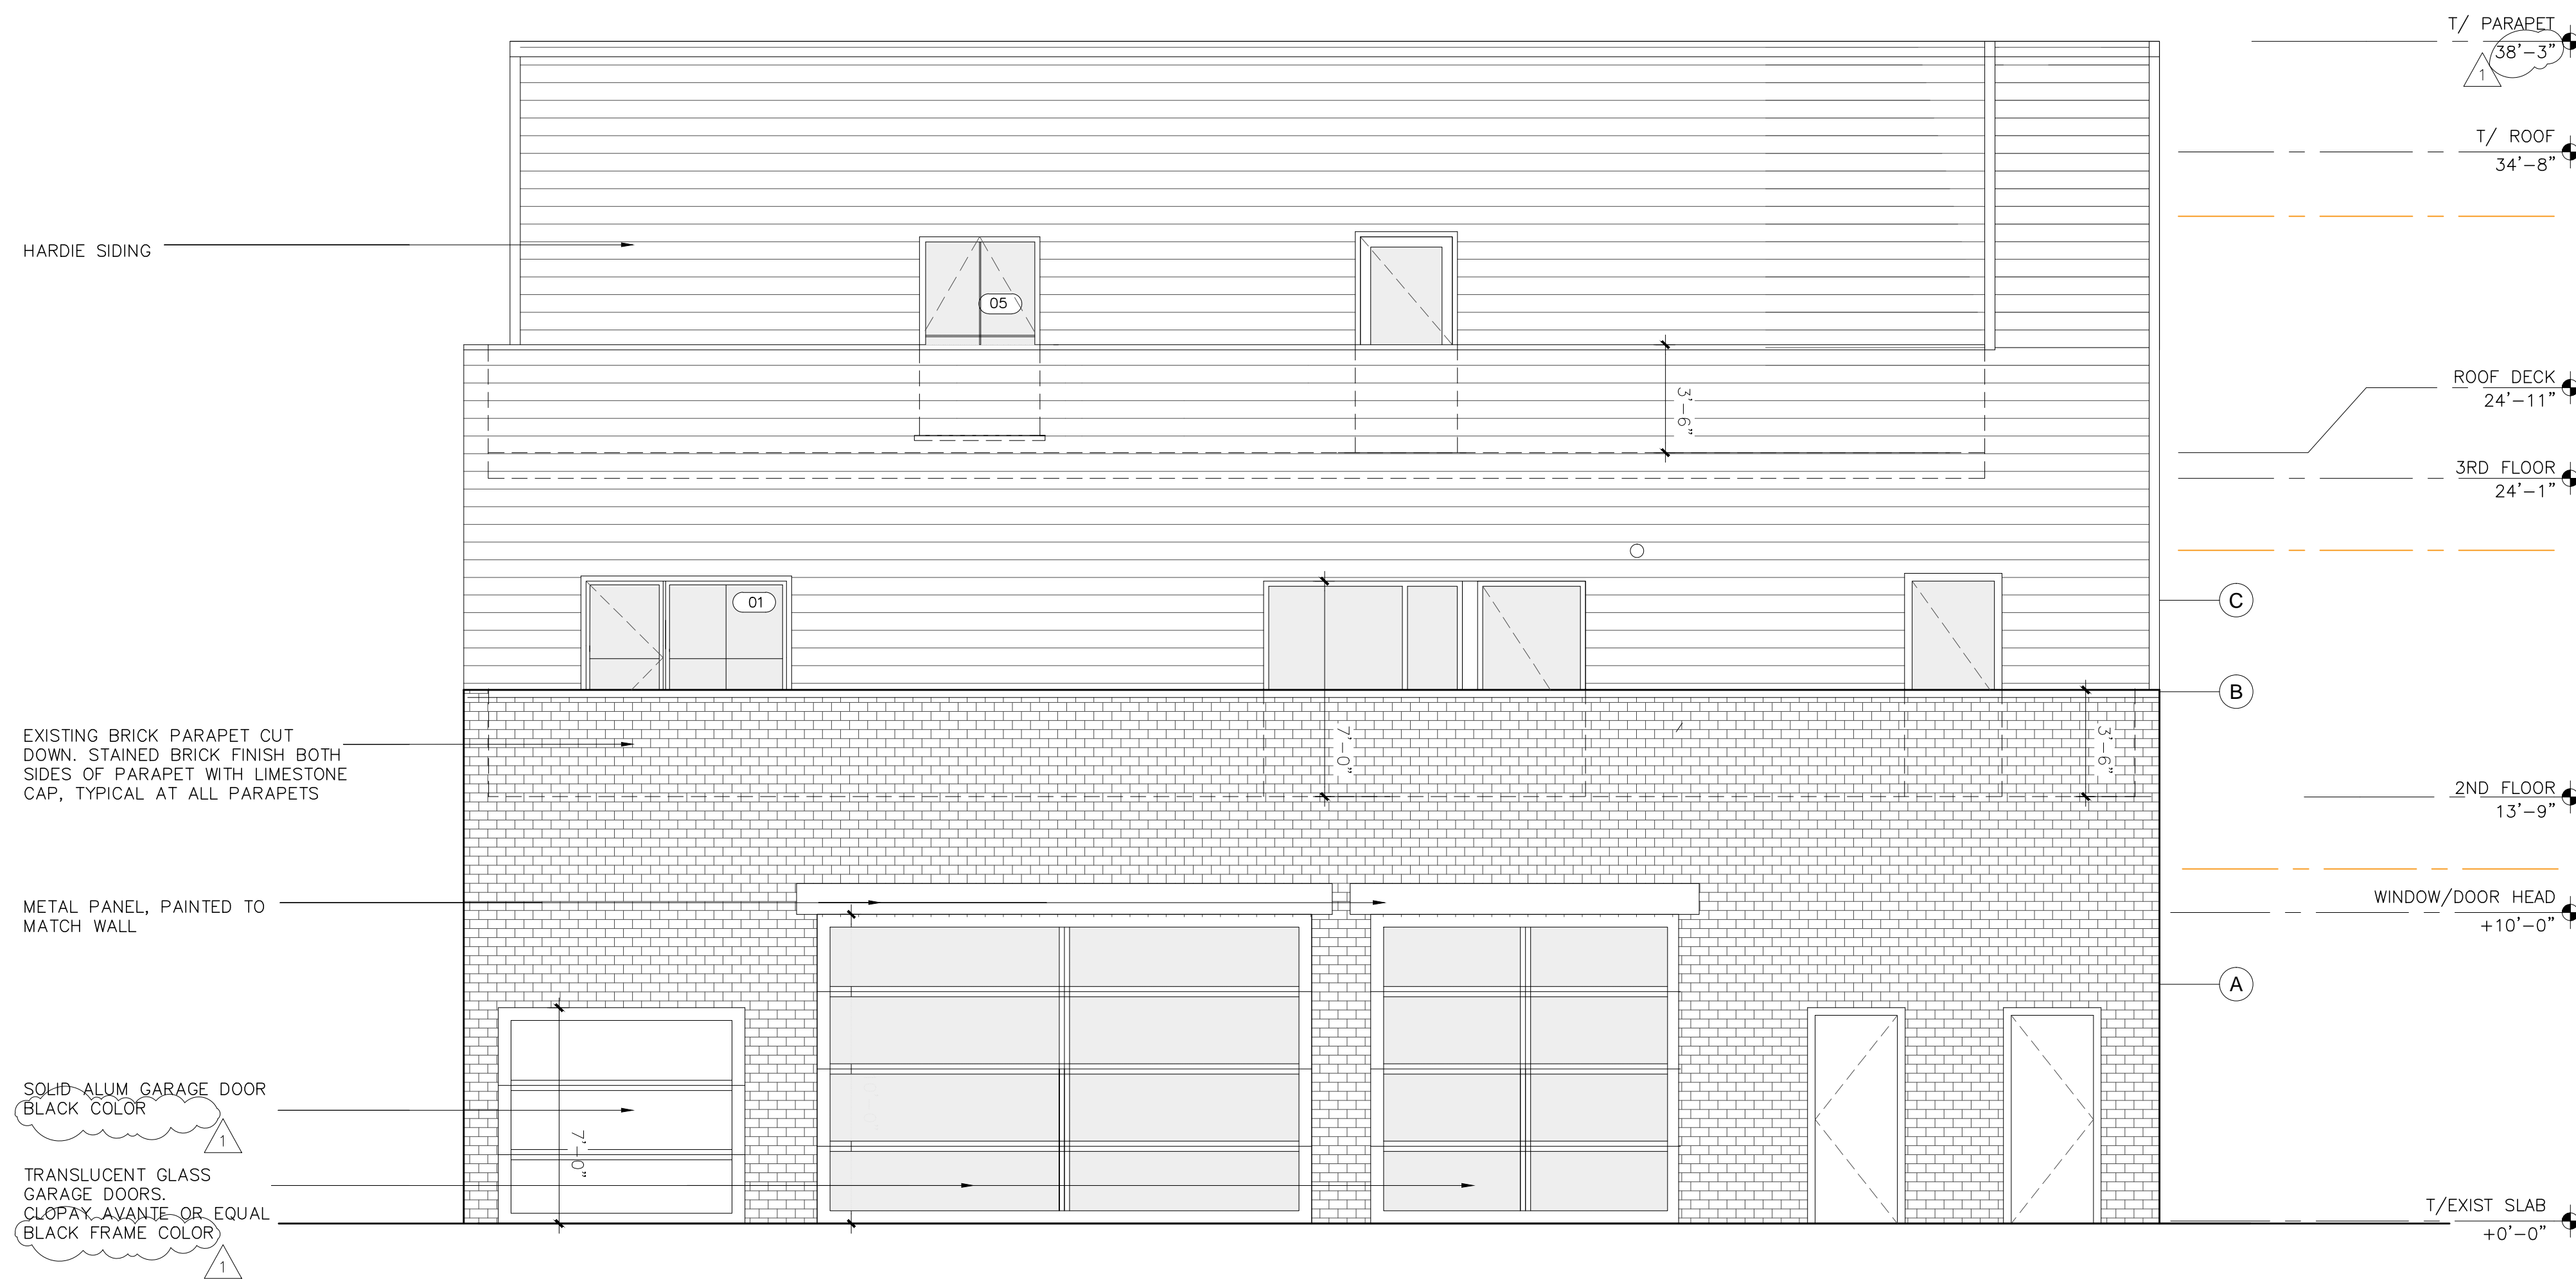 T/ PARAPET
38'-3"
1
T/ ROOF
34'-8"
HARDIE SIDING
05
ROOF DECK
24'-11"
3'-6"
3RD FLOOR
24'-1"
01
C
B
EXISTING BRICK PARAPET CUT
DOWN. STAINED BRICK FINISH BOTH
SIDES OF PARAPET WITH LIMESTONE
CAP, TYPICAL AT ALL PARAPETS
7'-0"
3'-6"
2ND FLOOR
13'-9"
METAL PANEL, PAINTED TO
MATCH WALL
WINDOW/DOOR HEAD
+10'-0"
A
SOLID ALUM GARAGE DOOR
BLACK COLOR
1
7'-0"
TRANSLUCENT GLASS
GARAGE DOORS.
CLOPAY AVANTE OR EQUAL
BLACK FRAME COLOR
1
T/EXIST SLAB
+0'-0"